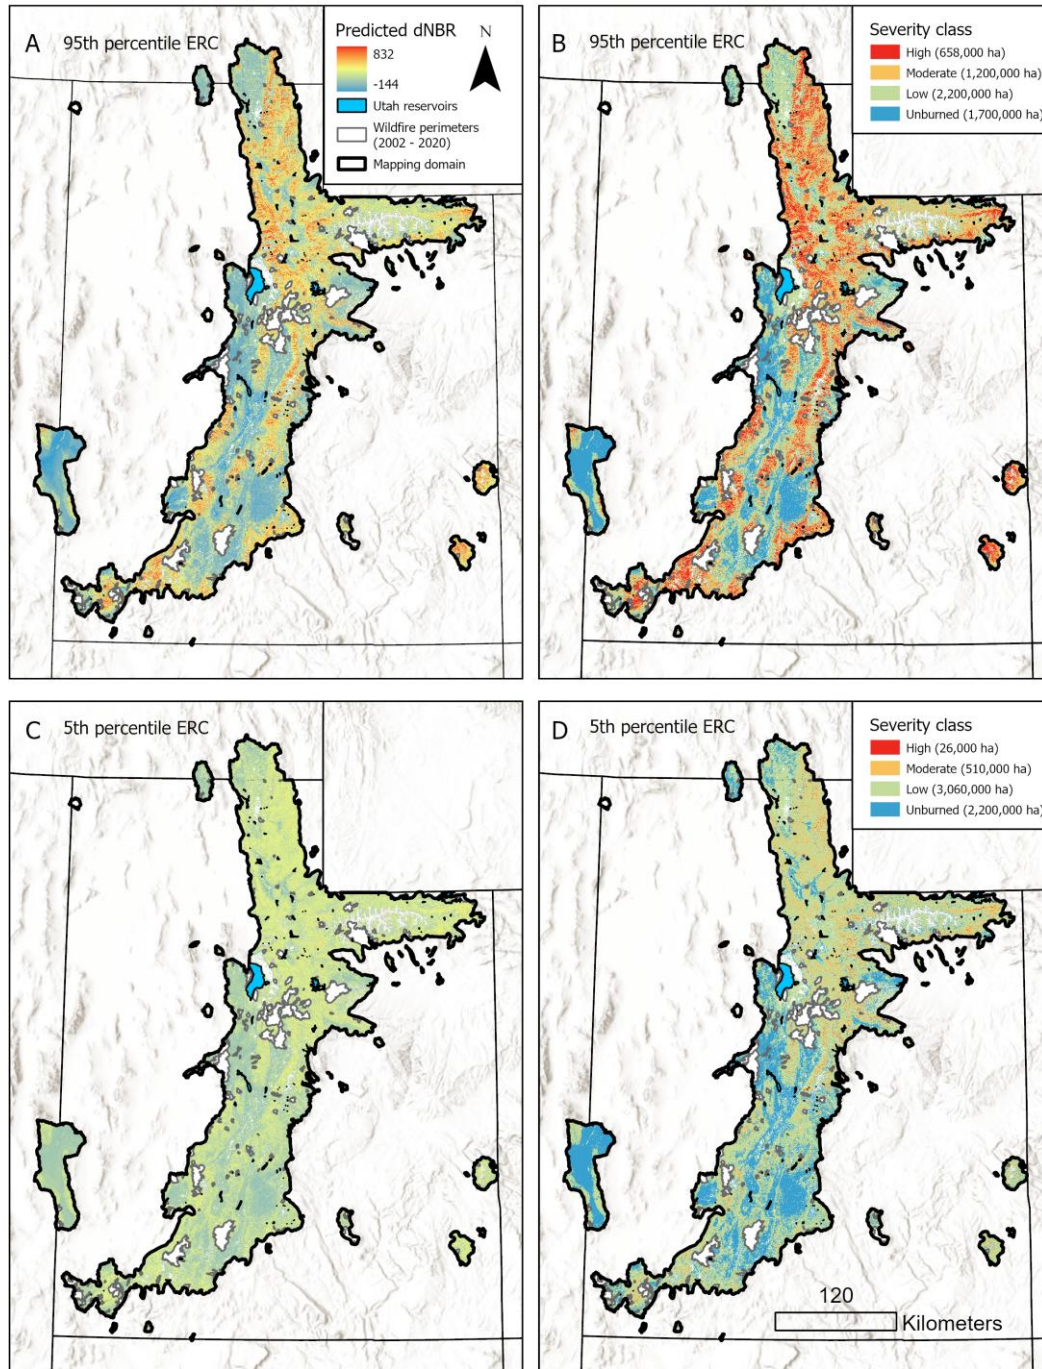 A 95th percentile ERC
Predicted dNBR
832
-144
Utah reservoirs
Wildfire perimeters
(2002 - 2020)
Mapping domain
N
B 95th percentile ERC
Severity class
High (658,000 ha)
Moderate (1,200,000 ha)
Low (2,200,000 ha)
Unburned (1,700,000 ha)
C 5th percentile ERC
D 5th percentile ERC
Severity class
High (26,000 ha)
Moderate (510,000 ha)
Low (3,060,000 ha)
Unburned (2,200,000 ha)
120
Kilometers